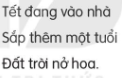 Tết đang vào nhà
Sắp thêm một tuổi
Đất trời nở hoa.